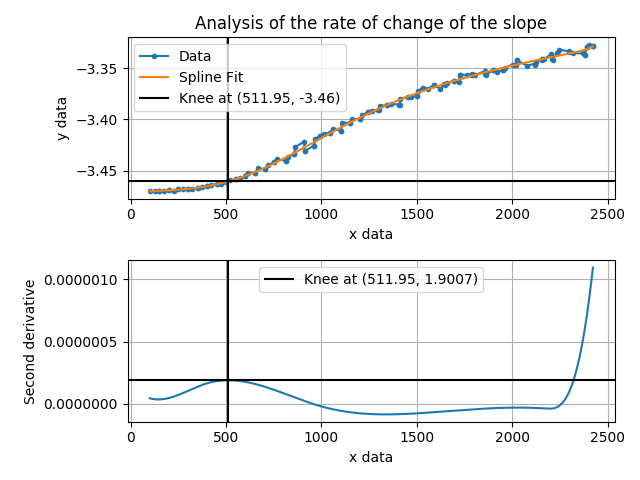 Analysis of the rate of change of the slope
Data
Spline Fit
Knee at (511.95, -3.46)
y data
−3.35
−3.40
−3.45
0 500 1000 1500 2000 2500
x data
Knee at (511.95, 1.9007)
Second derivative
0.0000010
0.0000005
0.0000000
0 500 1000 1500 2000 2500
x data